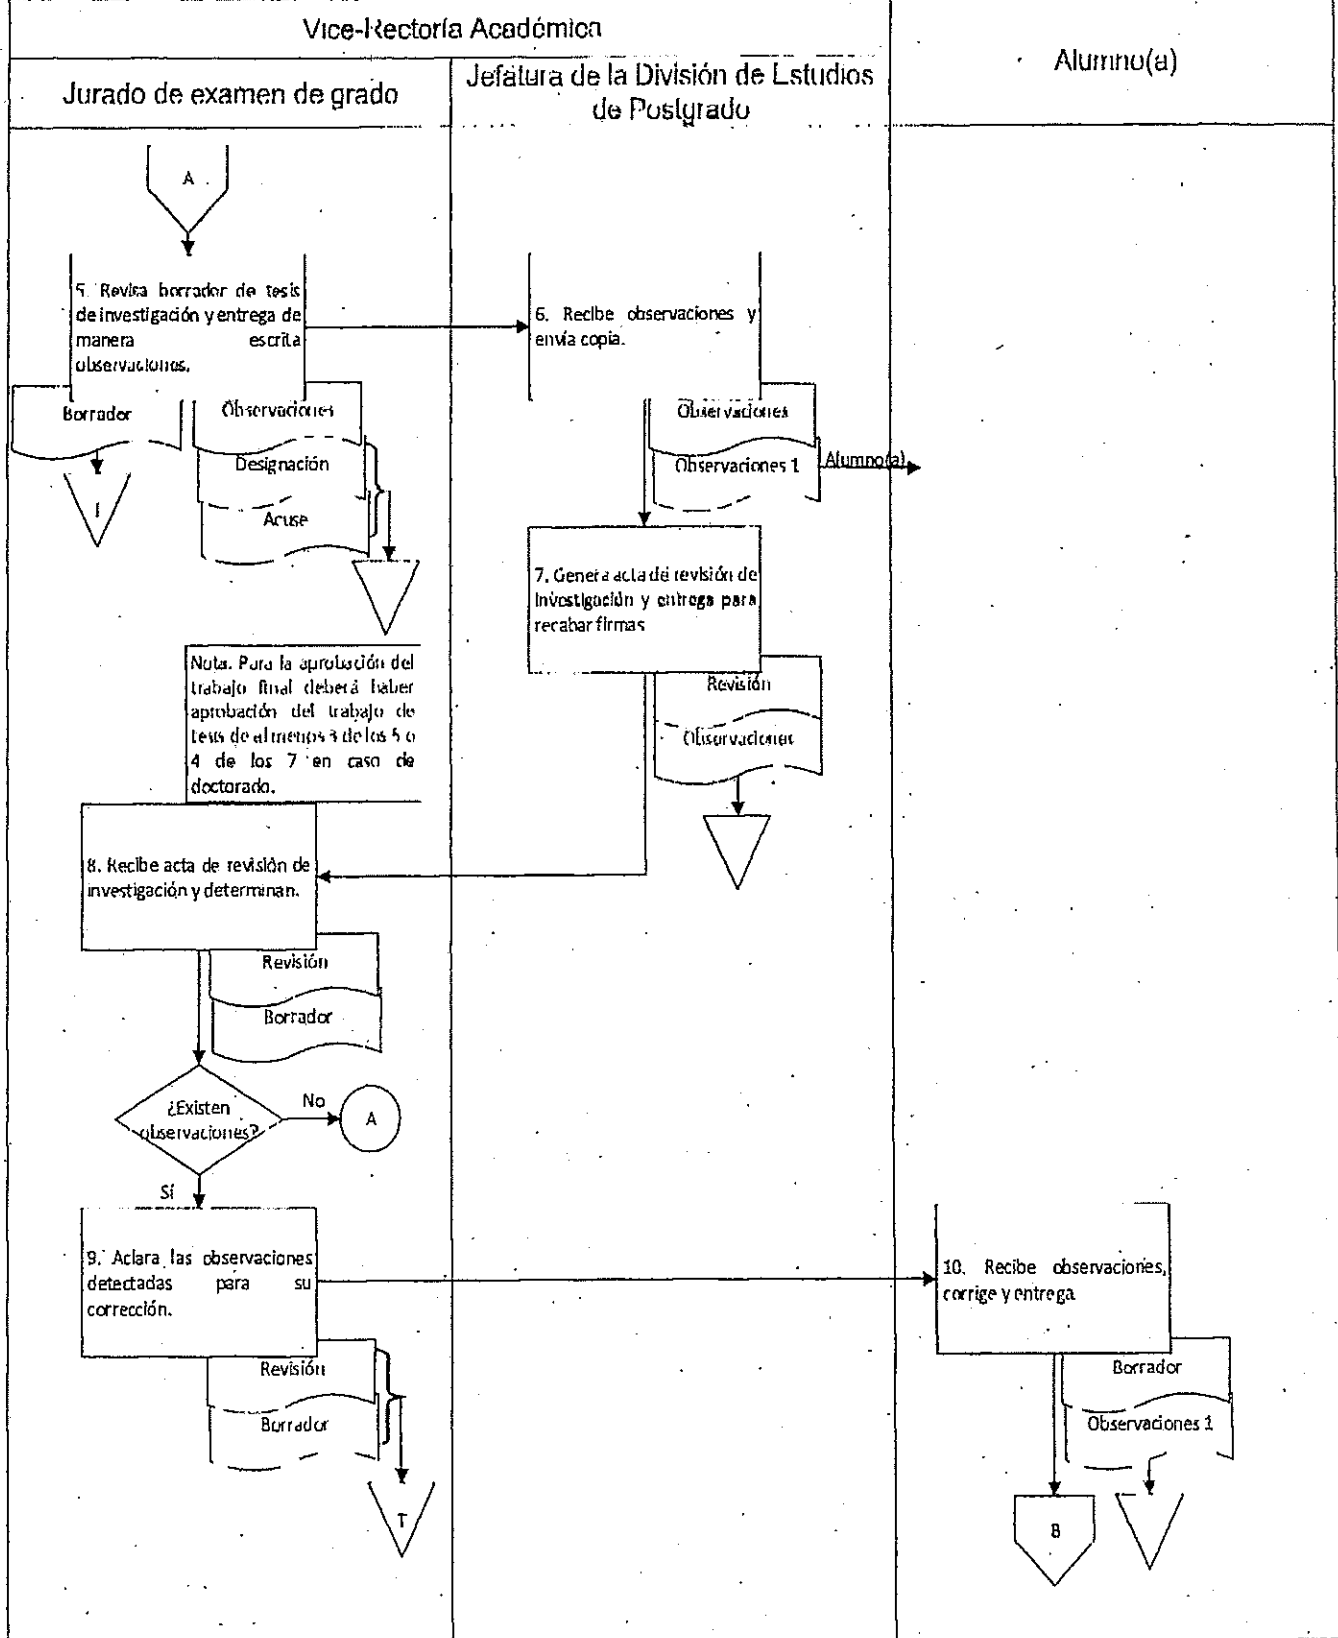 Vice-Rectoría Académica
Alumno(a)
Jurado de examen de grado
Jefatura de la División de Estudios
de Postgrado
A
5. Revisa borrador de tesis
de investigación y entrega de
manera escrita
observaciones.
6. Recibe observaciones y
envía copia.
Borrador
Observaciones
Designación
Acuse
Observaciones
Observaciones 1
Alumno(a)
7. Genera acta de revisión de
investigación y entrega para
recabar firmas
Revisión
Observaciones
Nota. Para la aprobación del
trabajo final deberá haber
aprobación del trabajo de
tesis de al menos 3 de los 5 o
4 de los 7 en caso de
doctorado.
8. Recibe acta de revisión de
investigación y determinan.
Revisión
Borrador
¿Existen
observaciones?
No
A
Sí
9. Aclara las observaciones
detectadas para su
corrección.
10. Recibe observaciones,
corrige y entrega
Revisión
Borrador
T
Borrador
Observaciones 1
B